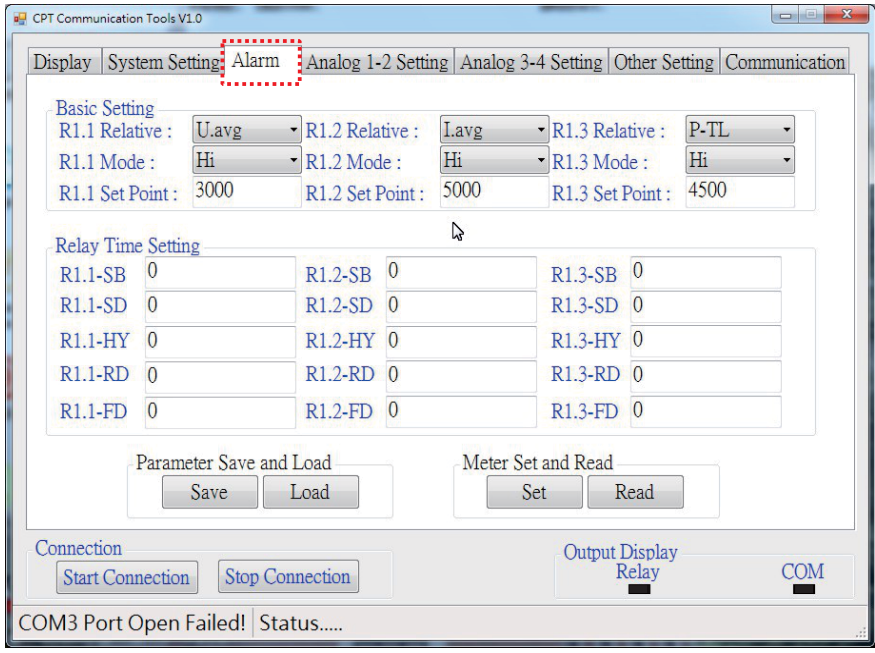 CPT Communication Tools V1.0
Display System Setting Alarm Analog 1-2 Setting Analog 3-4 Setting Other Setting Communication
Basic Setting
R1.1 Relative : U.avg R1.2 Relative : I.avg R1.3 Relative : P-TL
R1.1 Mode : Hi R1.2 Mode : Hi R1.3 Mode : Hi
R1.1 Set Point : 3000 R1.2 Set Point : 5000 R1.3 Set Point : 4500
Relay Time Setting
R1.1-SB 0 R1.2-SB 0 R1.3-SB 0
R1.1-SD 0 R1.2-SD 0 R1.3-SD 0
R1.1-HY 0 R1.2-HY 0 R1.3-HY 0
R1.1-RD 0 R1.2-RD 0 R1.3-RD 0
R1.1-FD 0 R1.2-FD 0 R1.3-FD 0
Parameter Save and Load Meter Set and Read
Save Load Set Read
Connection Output Display
Start Connection Stop Connection Relay COM
COM3 Port Open Failed! Status.....